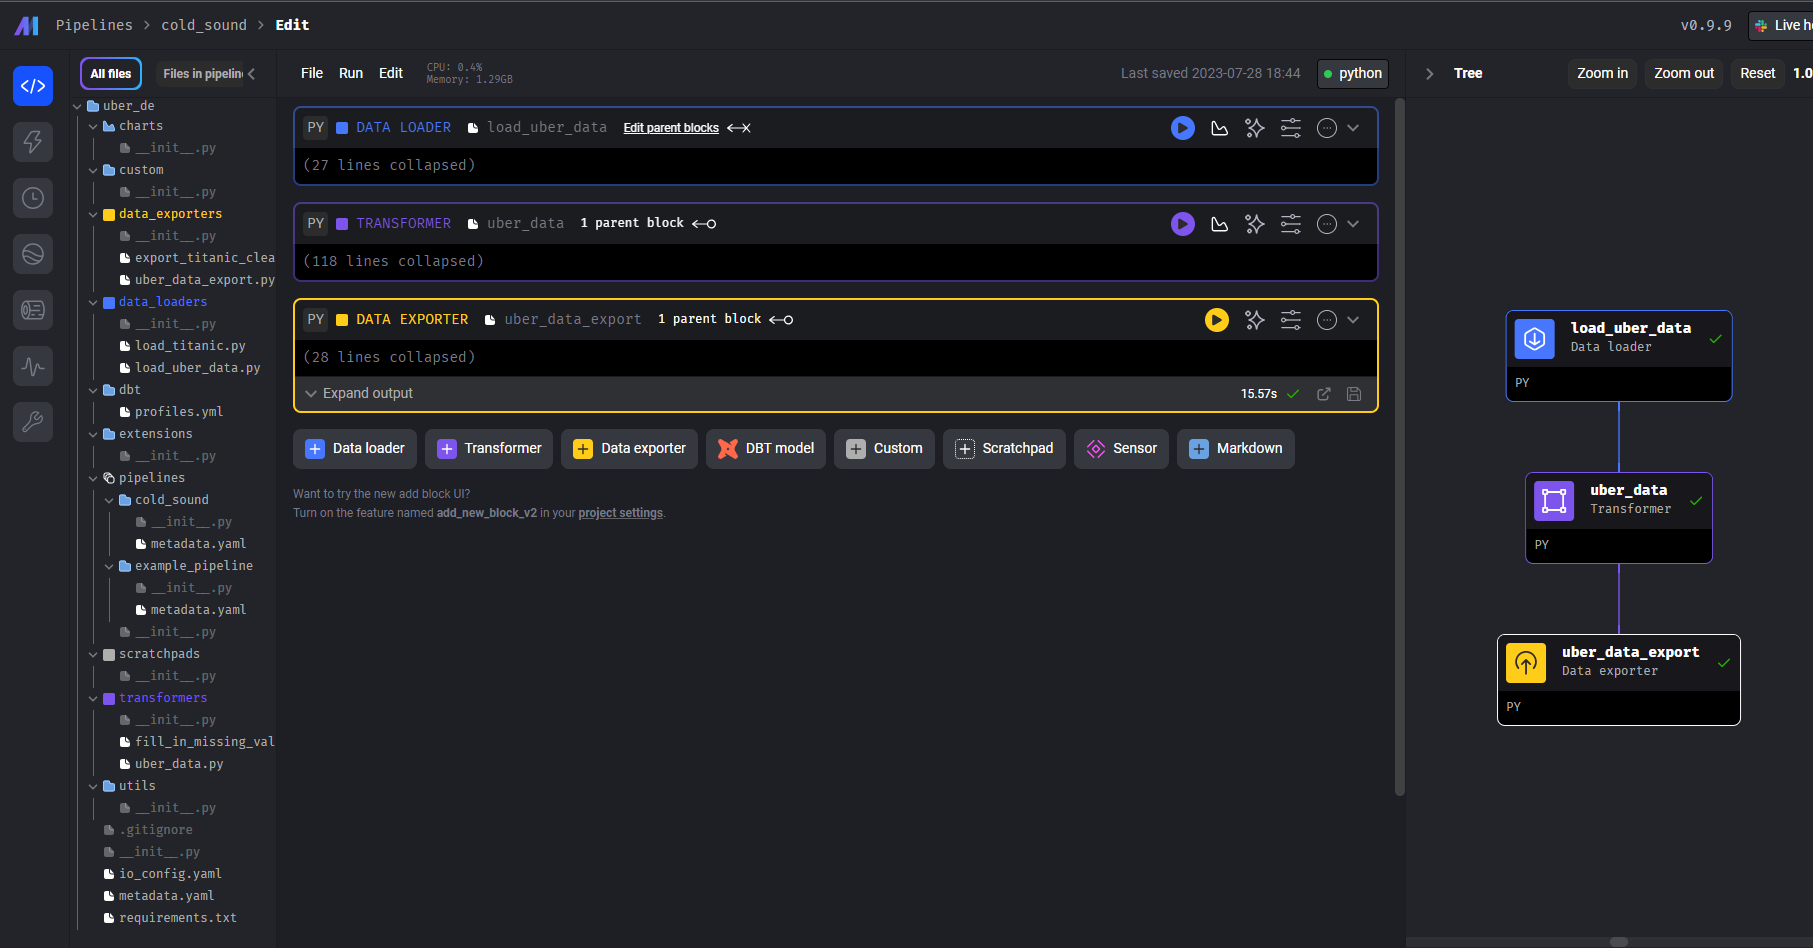 Pipelines > cold_sound > Edit
v0.9.9
Live
All files
Files in pipelin
File Run Edit
CPU: 0.4%
Memory: 1.29GB
Last saved 2023-07-28 18:44
python
Tree
Zoom in
Zoom out
Reset
1.0
uber_de
charts
__init__.py
custom
__init__.py
data_exporters
__init__.py
export_titanic_clea
uber_data_export.py
data_loaders
__init__.py
load_titanic.py
load_uber_data.py
dbt
profiles.yml
extensions
__init__.py
pipelines
cold_sound
__init__.py
metadata.yaml
example_pipeline
__init__.py
metadata.yaml
__init__.py
scratchpads
__init__.py
transformers
__init__.py
fill_in_missing_val
uber_data.py
utils
__init__.py
.gitignore
__init__.py
io_config.yaml
metadata.yaml
requirements.txt
PY DATA LOADER load_uber_data Edit parent blocks
(27 lines collapsed)
PY TRANSFORMER uber_data 1 parent block
(118 lines collapsed)
PY DATA EXPORTER uber_data_export 1 parent block
(28 lines collapsed)
Expand output 15.57s
Data loader Transformer Data exporter DBT model Custom Scratchpad Sensor Markdown
Want to try the new add block UI?
Turn on the feature named add_new_block_v2 in your project settings.
load_uber_data
Data loader
PY
uber_data
Transformer
PY
uber_data_export
Data exporter
PY